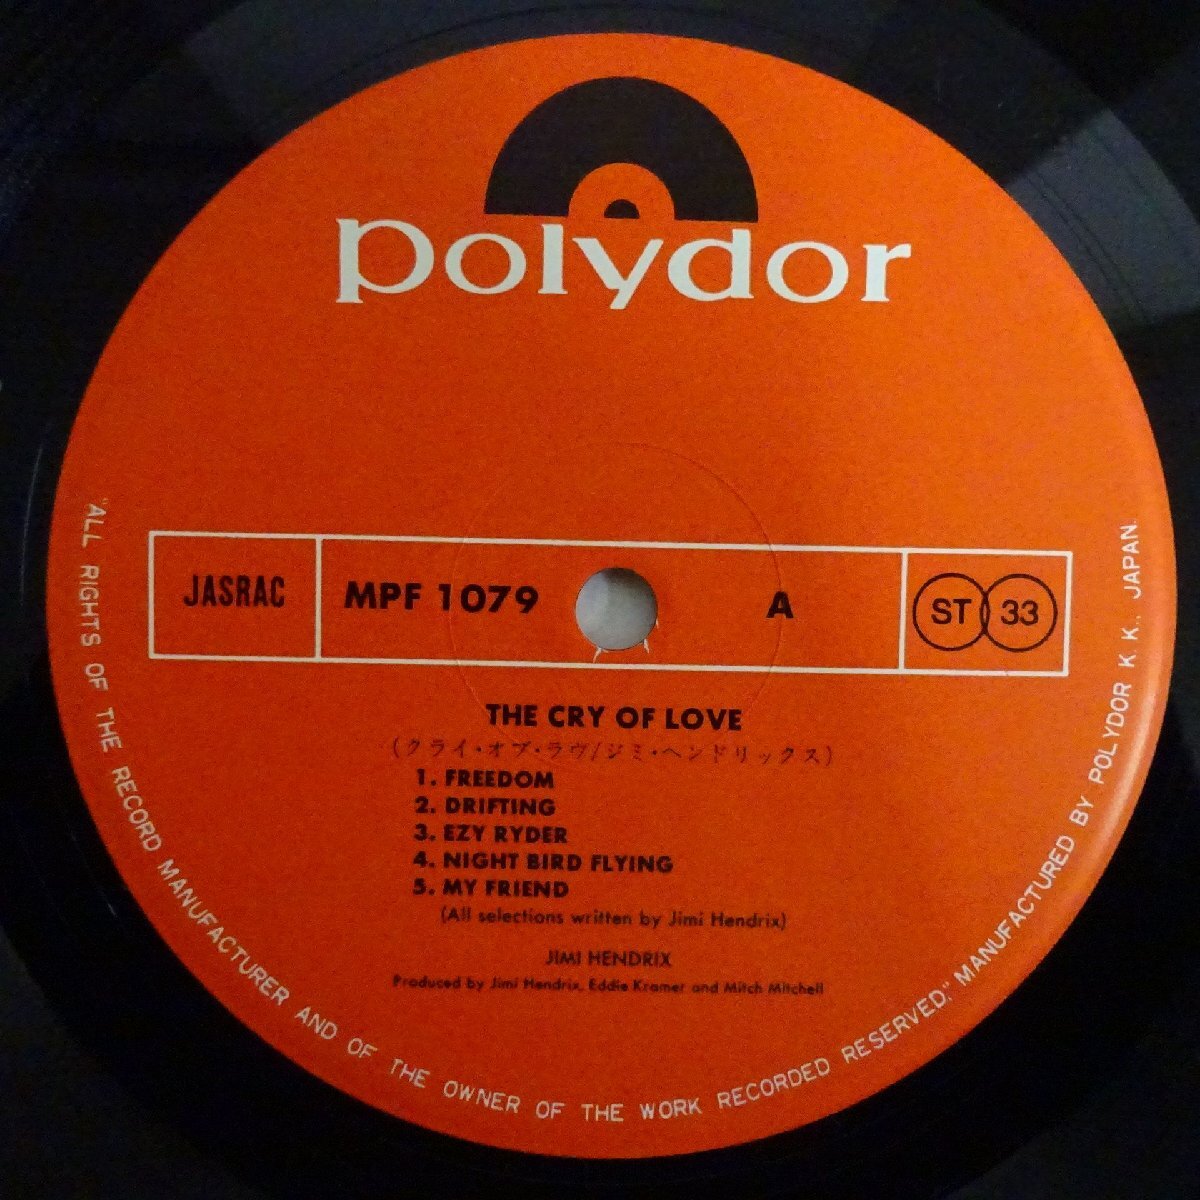 polydor
JASRAC
MPF 1079
A
ST 33
THE CRY OF LOVE
(クライ・オブ・ラヴ/ジミ・ヘンドリックス)
1. FREEDOM
2. DRIFTING
3. EZY RYDER
4. NIGHT BIRD FLYING
5. MY FRIEND
(All selections written by Jimi Hendrix)
JIMI HENDRIX
Produced by Jimi Hendrix, Eddie Kramer and Mitch Mitchell
"ALL RIGHTS OF THE RECORD MANUFACTURER AND OF THE OWNER OF THE WORK RECORDED RESERVED." MANUFACTURED BY POLYDOR K. K., JAPAN.